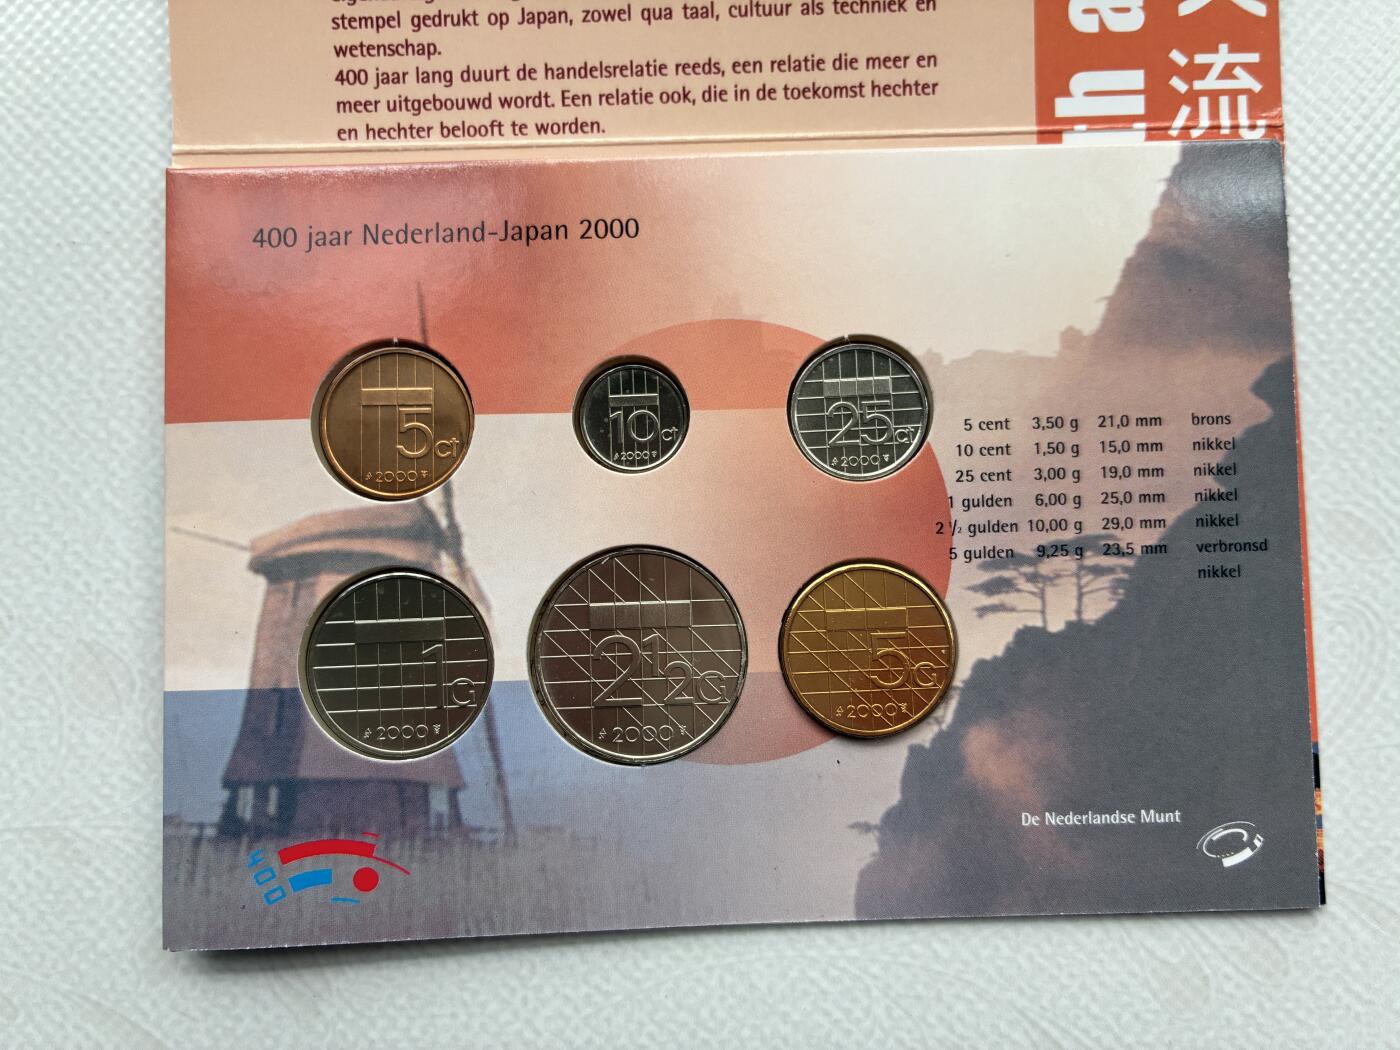 stempel gedrukt op Japan, zowel qua taal, cultuur als techniek en
wetenschap.
400 jaar lang duurt de handelsrelatie reeds, een relatie die meer en
meer uitgebouwd wordt. Een relatie ook, die in de toekomst hechter
en hechter belooft te worden.
流
400 jaar Nederland-Japan 2000
5 ct
2000
10 ct
2000
25 ct
2000
5 cent 3,50 g 21,0 mm brons
10 cent 1,50 g 15,0 mm nikkel
25 cent 3,00 g 19,0 mm nikkel
1 gulden 6,00 g 25,0 mm nikkel
2 1/2 gulden 10,00 g 29,0 mm nikkel
5 gulden 9,25 g 23,5 mm verbronsd
nikkel
1 G
2000
2 1/2 G
2000
5 G
2000
De Nederlandse Munt
400